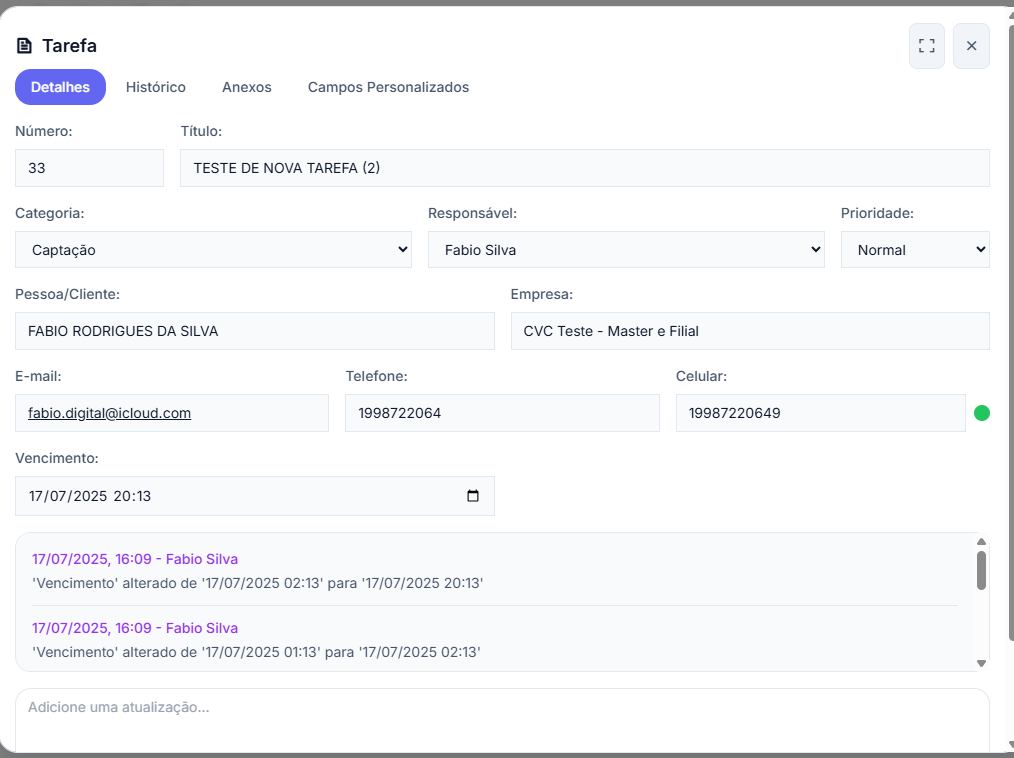 Tarefa
Detalhes Histórico Anexos Campos Personalizados
Número: Título:
33 TESTE DE NOVA TAREFA (2)
Categoria: Responsável: Prioridade:
Captação Fabio Silva Normal
Pessoa/Cliente: Empresa:
FABIO RODRIGUES DA SILVA CVC Teste - Master e Filial
E-mail: Telefone: Celular:
fabio.digital@icloud.com 1998722064 19987220649
Vencimento:
17/07/2025 20:13
17/07/2025, 16:09 - Fabio Silva
'Vencimento' alterado de '17/07/2025 02:13' para '17/07/2025 20:13'
17/07/2025, 16:09 - Fabio Silva
'Vencimento' alterado de '17/07/2025 01:13' para '17/07/2025 02:13'
Adicione uma atualização...